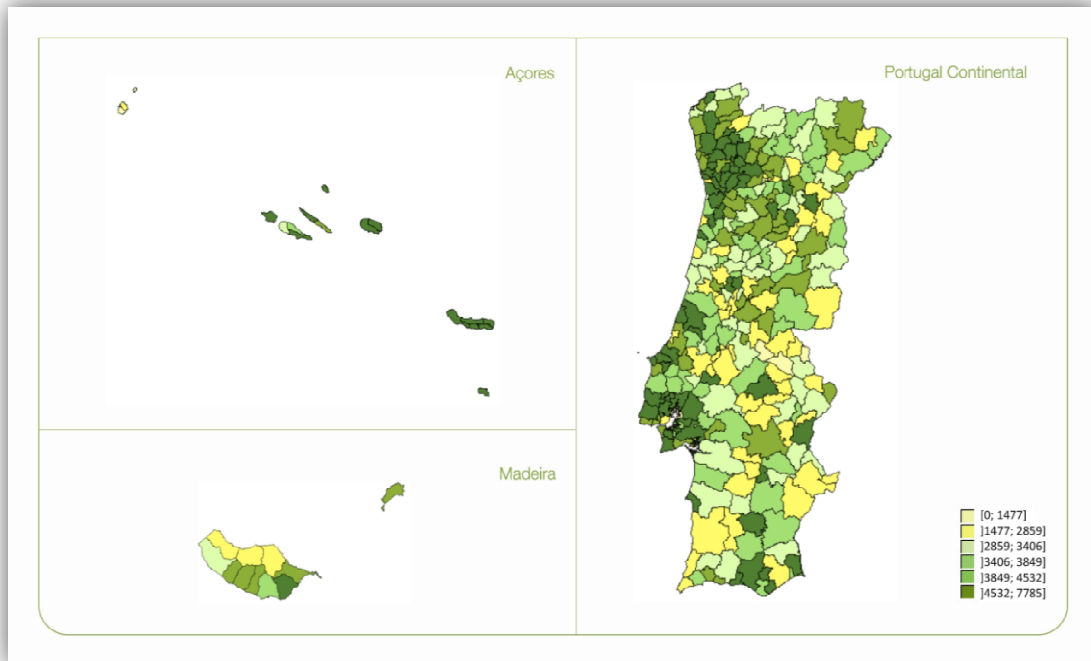 Açores
Portugal Continental
Madeira
[0; 1477]
]1477; 2859]
]2859; 3406]
]3406; 3849]
]3849; 4532]
]4532; 7785]